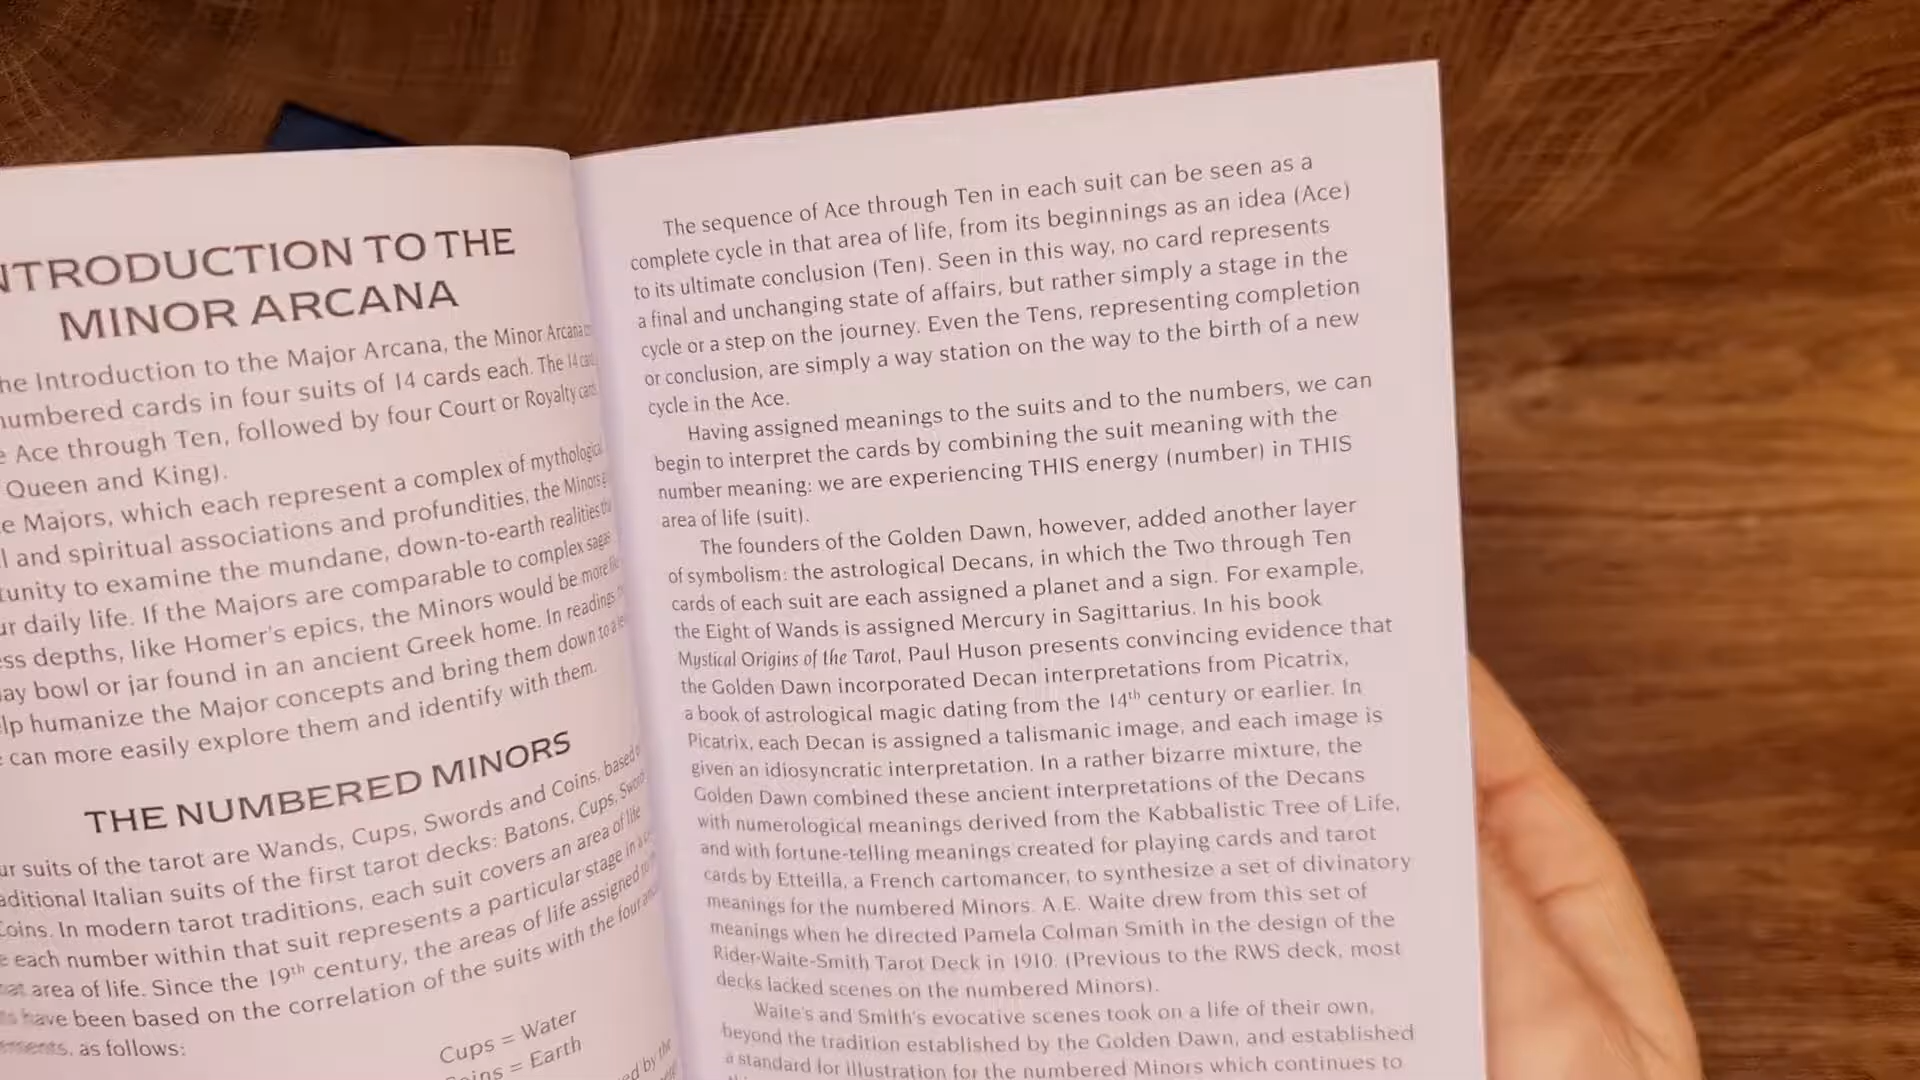 NTRODUCTION TO THE
MINOR ARCANA
he Introduction to the Major Arcana, the Minor Arcana
numbered cards in four suits of 14 cards each. The 14
Ace through Ten, followed by four Court or Royalty
Queen and King).
e Majors, which each represent a complex of mythological
l and spiritual associations and profundities, the Minors
unity to examine the mundane, down-to-earth realities
ur daily life. If the Majors are comparable to complex sagas
ss depths, like Homer's epics, the Minors would be more
ay bowl or jar found in an ancient Greek home. In readings,
lp humanize the Major concepts and bring them down to
can more easily explore them and identify with them.
THE NUMBERED MINORS
ur suits of the tarot are Wands, Cups, Swords and Coins, based
aditional Italian suits of the first tarot decks: Batons, Cups,
Coins. In modern tarot traditions, each suit covers an area of life
e each number within that suit represents a particular stage in
area of life. Since the 19th century, the areas of life assigned
have been based on the correlation of the suits with the four
as follows:
Cups = Water
= Earth
The sequence of Ace through Ten in each suit can be seen as a
complete cycle in that area of life, from its beginnings as an idea (Ace)
to its ultimate conclusion (Ten). Seen in this way, no card represents
a final and unchanging state of affairs, but rather simply a stage in the
cycle or a step on the journey. Even the Tens, representing completion
or conclusion, are simply a way station on the way to the birth of a new
cycle in the Ace.
Having assigned meanings to the suits and to the numbers, we can
begin to interpret the cards by combining the suit meaning with the
number meaning: we are experiencing THIS energy (number) in THIS
area of life (suit).
The founders of the Golden Dawn, however, added another layer
of symbolism: the astrological Decans, in which the Two through Ten
cards of each suit are each assigned a planet and a sign. For example,
the Eight of Wands is assigned Mercury in Sagittarius. In his book
Mystical Origins of the Tarot, Paul Huson presents convincing evidence that
the Golden Dawn incorporated Decan interpretations from Picatrix,
a book of astrological magic dating from the 14th century or earlier. In
Picatrix, each Decan is assigned a talismanic image, and each image is
given an idiosyncratic interpretation. In a rather bizarre mixture, the
Golden Dawn combined these ancient interpretations of the Decans
with numerological meanings derived from the Kabbalistic Tree of Life,
and with fortune-telling meanings created for playing cards and tarot
cards by Etteilla, a French cartomancer, to synthesize a set of divinatory
meanings for the numbered Minors. A.E. Waite drew from this set of
meanings when he directed Pamela Colman Smith in the design of the
Rider-Waite-Smith Tarot Deck in 1910. (Previous to the RWS deck, most
decks lacked scenes on the numbered Minors).
Waite's and Smith's evocative scenes took on a life of their own,
beyond the tradition established by the Golden Dawn, and established
a standard for illustration for the numbered Minors which continues to